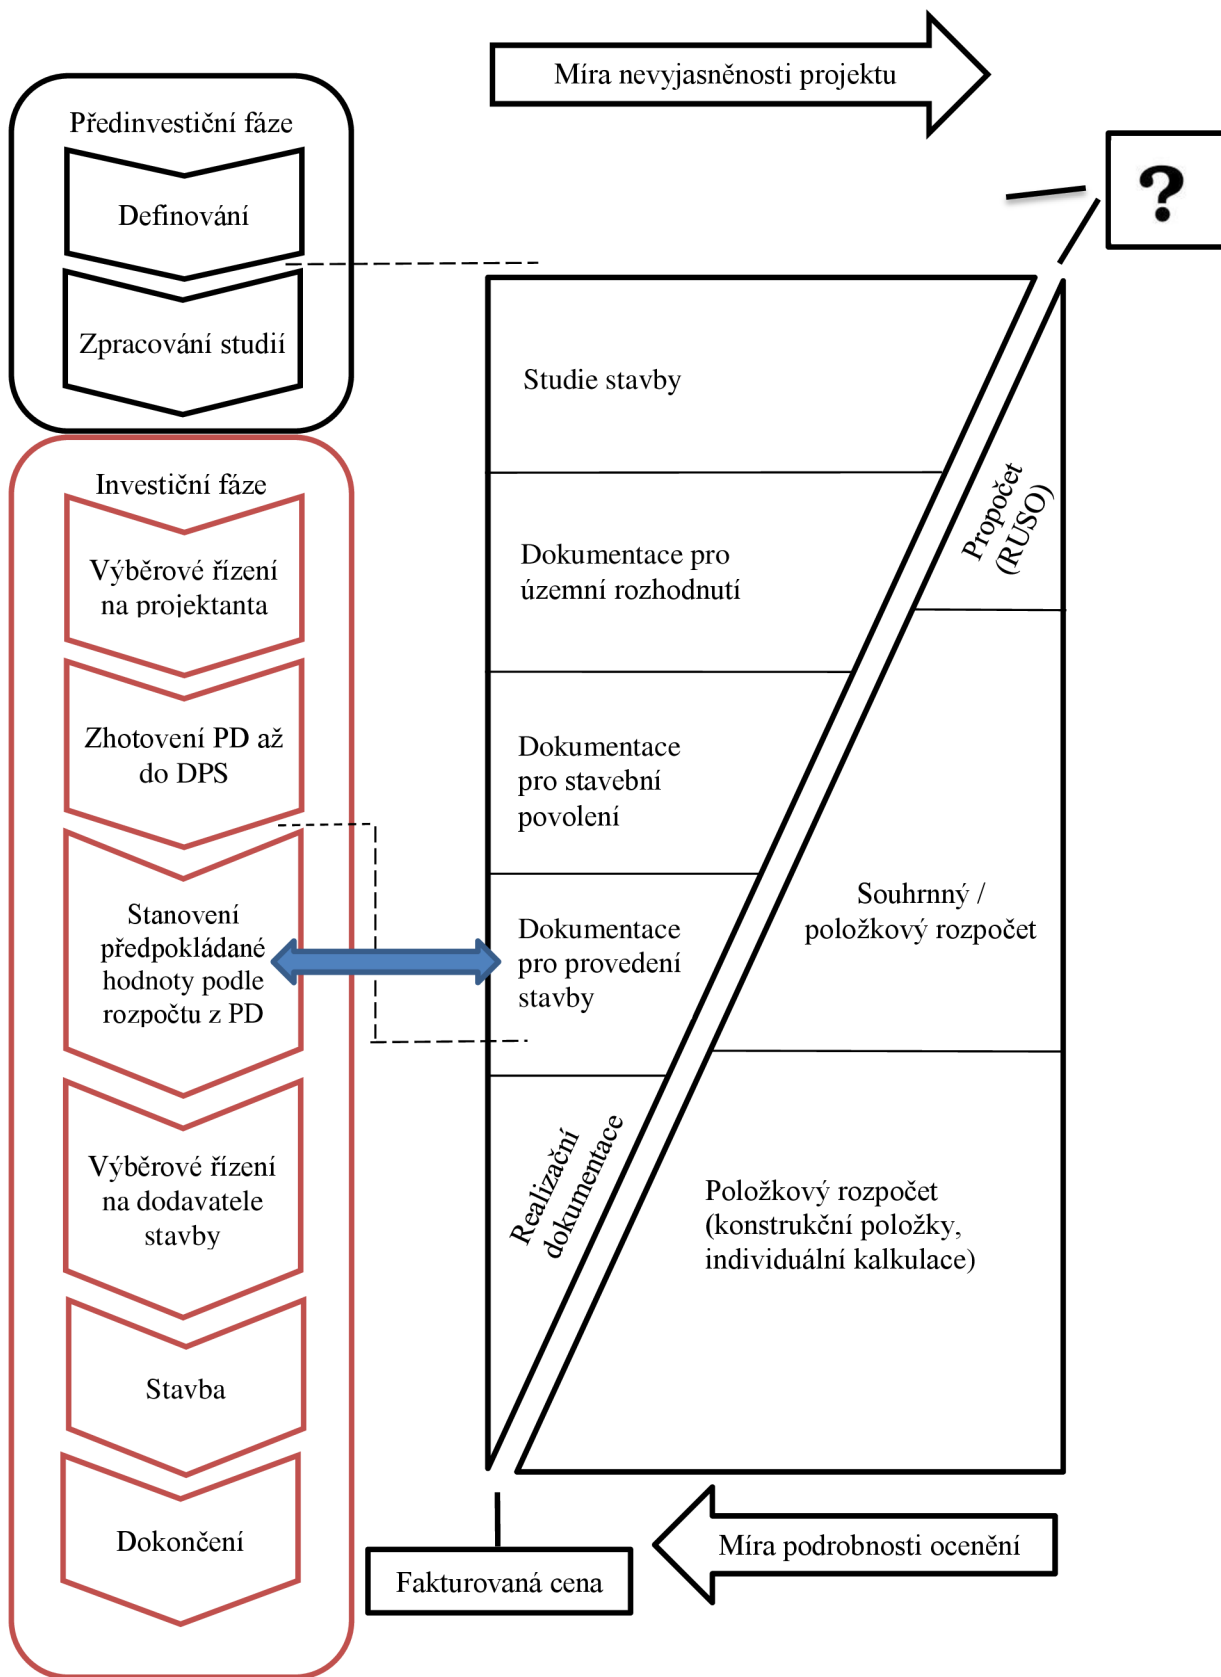 Míra nevyjasněnosti projektu
?
Předinvestiční fáze
Definování
Zpracování studií
Investiční fáze
Výběrové řízení
na projektanta
Zhotovení PD až
do DPS
Stanovení
předpokládané
hodnoty podle
rozpočtu z PD
Výběrové řízení
na dodavatele
stavby
Stavba
Dokončení
Studie stavby
Dokumentace pro
územní rozhodnutí
Dokumentace
pro stavební
povolení
Dokumentace
pro provedení
stavby
Realizační
dokumentace
Propočet
(RUSO)
Souhrnný /
položkový rozpočet
Položkový rozpočet
(konstrukční položky,
individuální kalkulace)
Míra podrobnosti ocenění
Fakturovaná cena